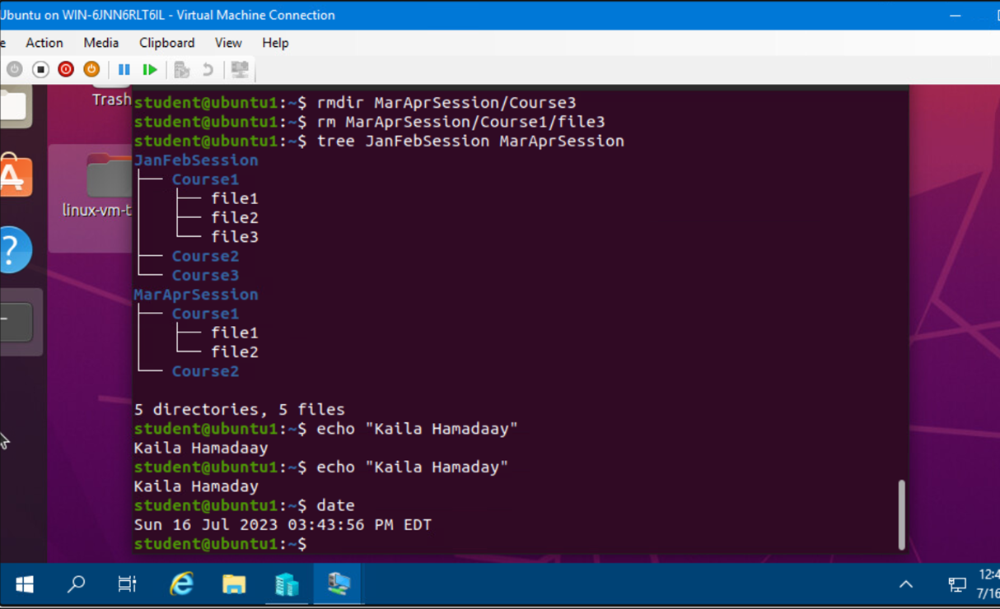 Ubuntu on WIN-6JNN6RLT6IL - Virtual Machine Connection
Action Media Clipboard View Help
Trash
linux-vm-t
student@ubuntu1:~$ rmdir MarAprSession/Course3
student@ubuntu1:~$ rm MarAprSession/Course1/file3
student@ubuntu1:~$ tree JanFebSession MarAprSession
JanFebSession
├── Course1
│   ├── file1
│   ├── file2
│   └── file3
├── Course2
└── Course3
MarAprSession
├── Course1
│   ├── file1
│   └── file2
└── Course2
5 directories, 5 files
student@ubuntu1:~$ echo "Kaila Hamadaay"
Kaila Hamadaay
student@ubuntu1:~$ echo "Kaila Hamaday"
Kaila Hamaday
student@ubuntu1:~$ date
Sun 16 Jul 2023 03:43:56 PM EDT
student@ubuntu1:~$
12:4
7/16